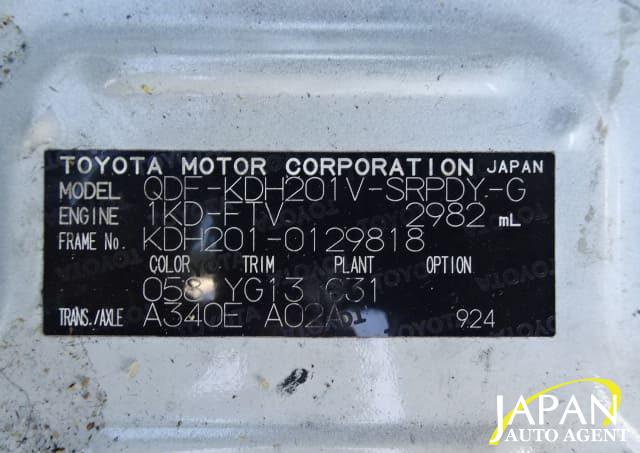 TOYOTA MOTOR CORPORATION JAPAN
MODEL QDF-KDH201V-SRPDY-G
ENGINE 1KD-FTV 2982 mL
FRAME No. KDH201-0129818
COLOR TRIM PLANT OPTION
058 YG13 G31
TRANS./AXLE A340E A02A 924
JAPAN
AUTO AGENT